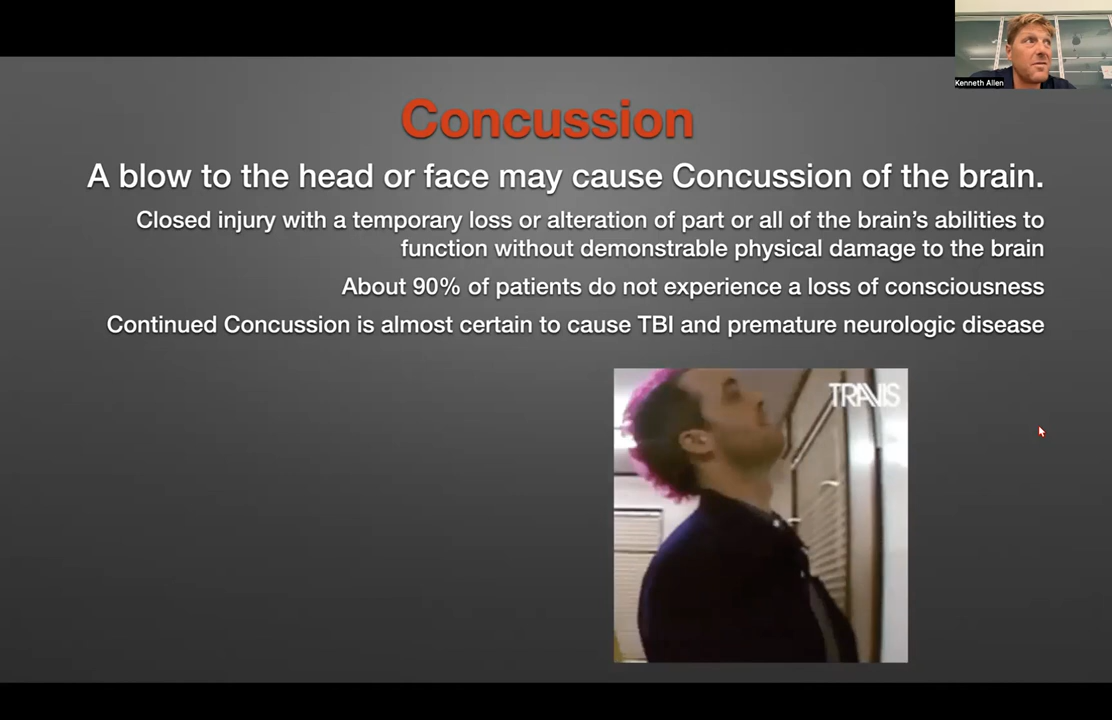 Kenneth Allen
Concussion
A blow to the head or face may cause Concussion of the brain.
Closed injury with a temporary loss or alteration of part or all of the brain’s abilities to
function without demonstrable physical damage to the brain
About 90% of patients do not experience a loss of consciousness
Continued Concussion is almost certain to cause TBI and premature neurologic disease
TRAVIS